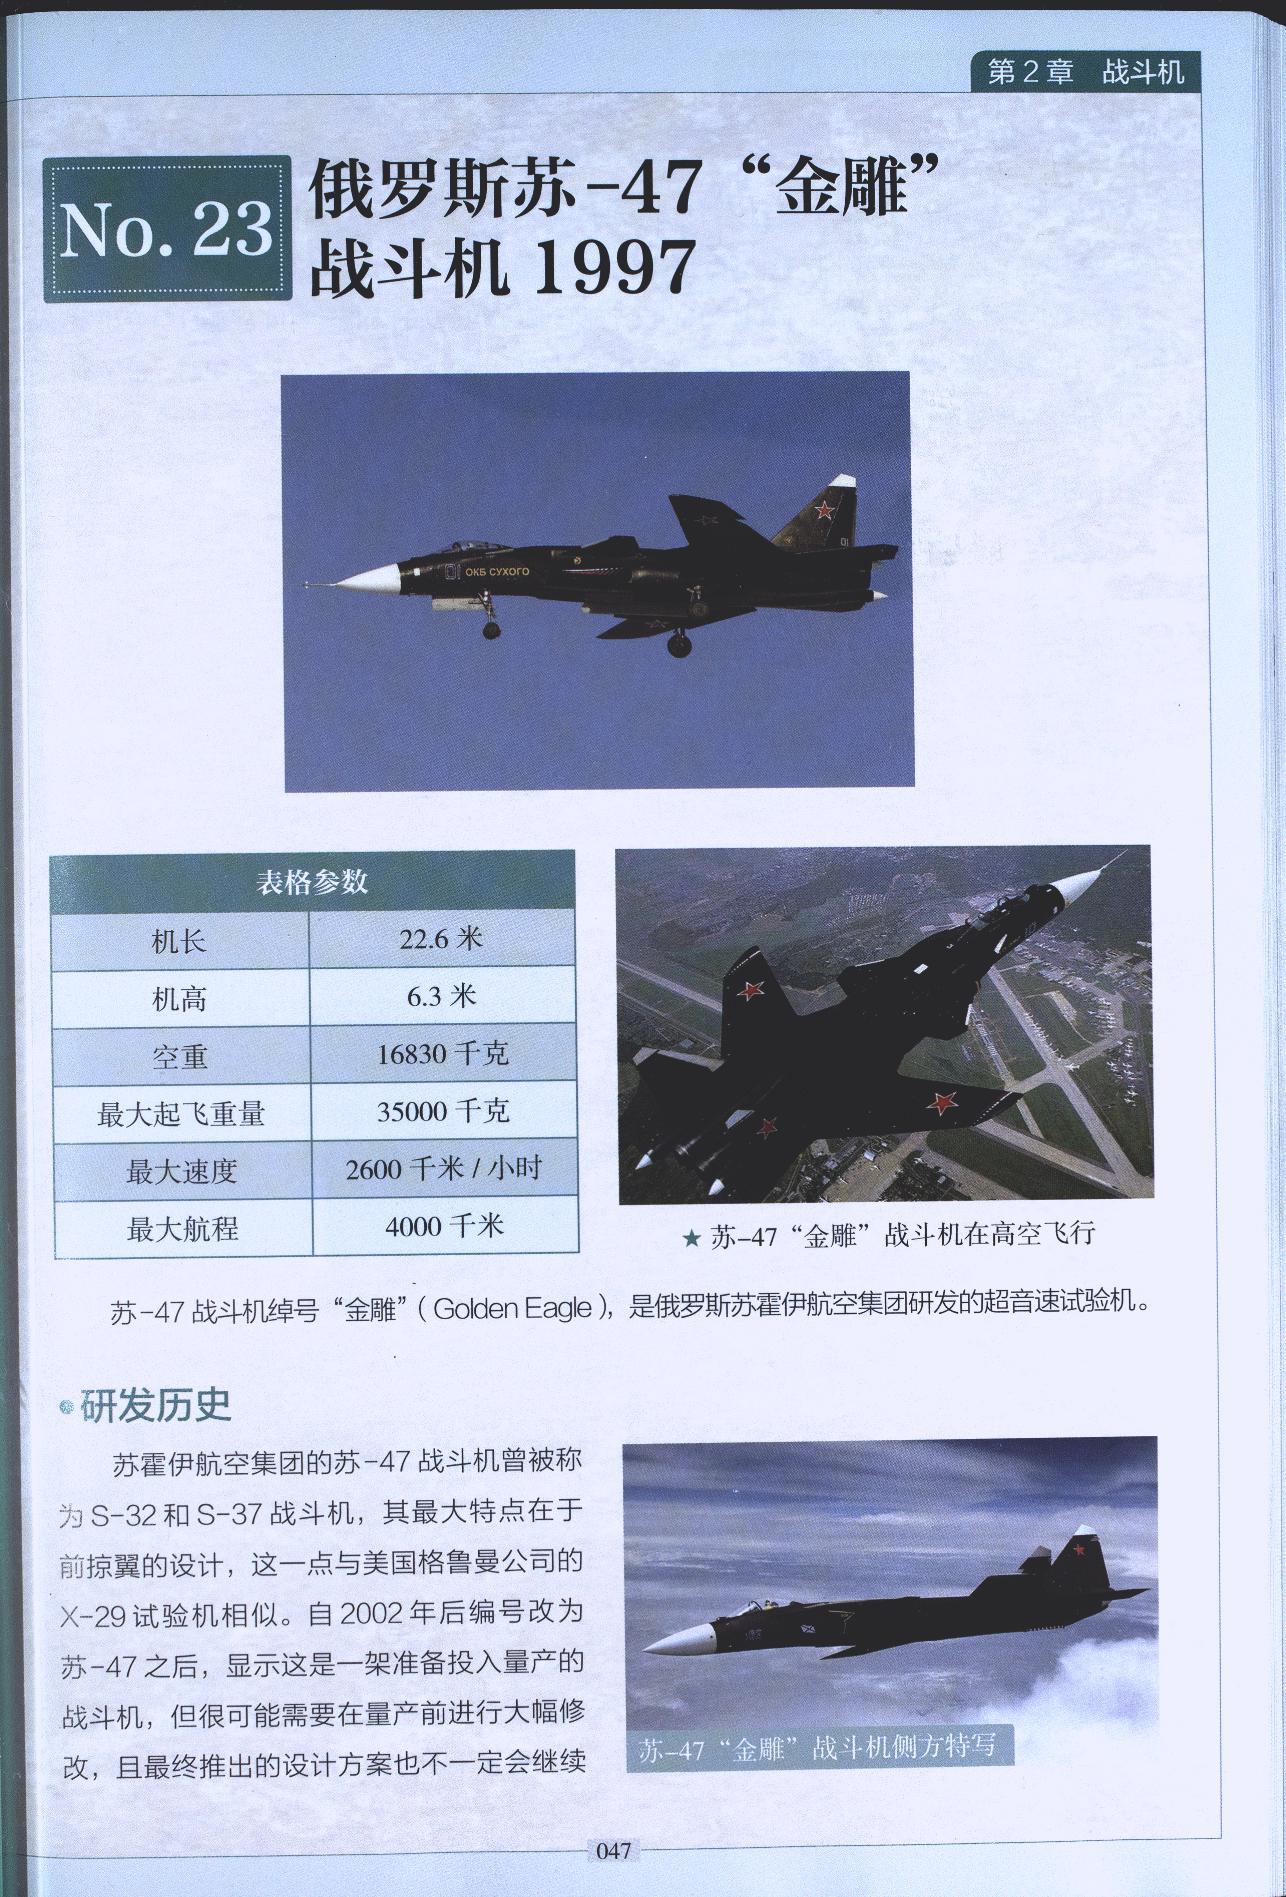 第2章 战斗机
No. 23
俄罗斯苏-47“金雕”
战斗机 1997
01 ОКБ СУХОГО
01
表格参数
机长 22.6 米
机高 6.3 米
空重 16830 千克
最大起飞重量 35000 千克
最大速度 2600 千米 / 小时
最大航程 4000 千米
★ 苏-47“金雕”战斗机在高空飞行
苏-47 战斗机绰号“金雕”（Golden Eagle），是俄罗斯苏霍伊航空集团研发的超音速试验机。
研发历史
苏霍伊航空集团的苏-47 战斗机曾被称
为 S-32 和 S-37 战斗机，其最大特点在于
前掠翼的设计，这一点与美国格鲁曼公司的
X-29 试验机相似。自 2002 年后编号改为
苏-47 之后，显示这是一架准备投入量产的
战斗机，但很可能需要在量产前进行大幅修
改，且最终推出的设计方案也不一定会继续
苏-47“金雕”战斗机侧方特写
047